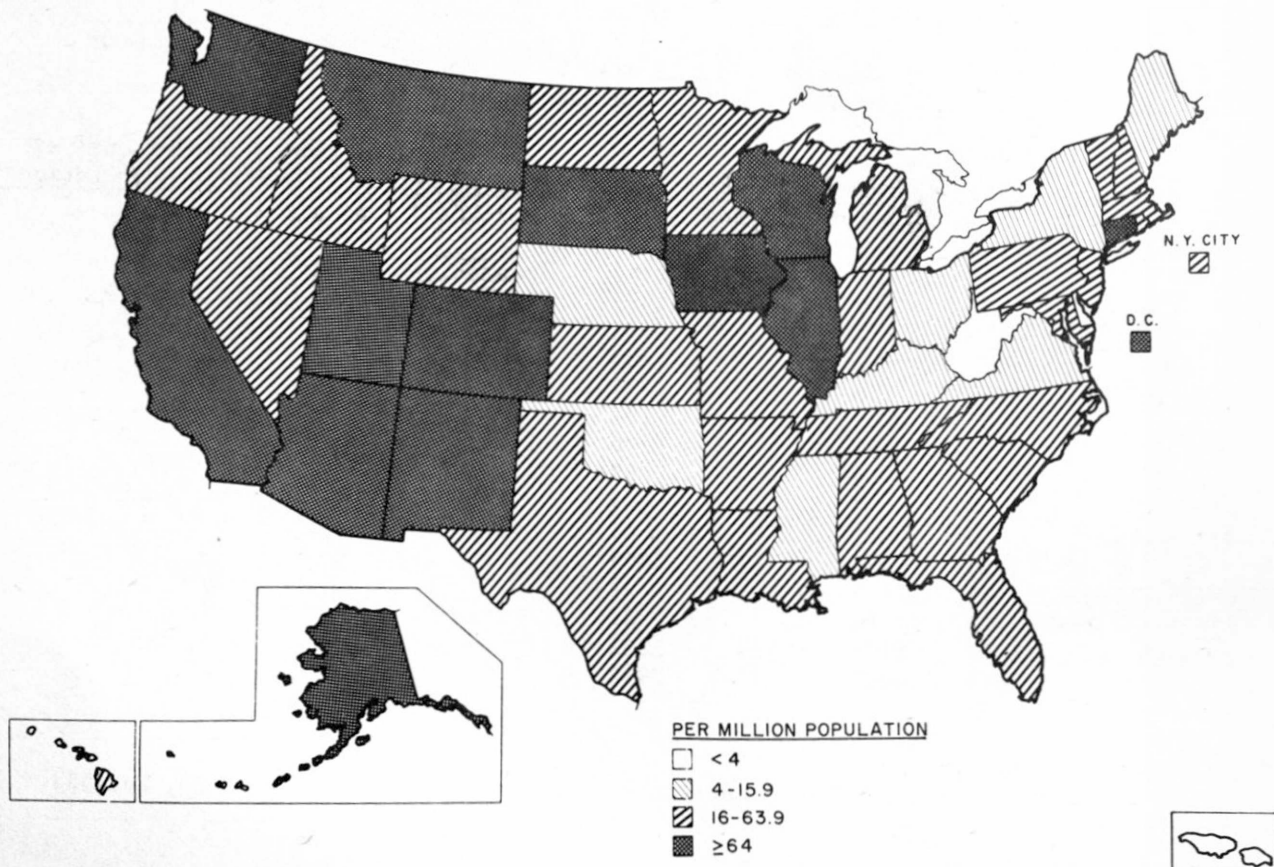 N. Y. CITY
D. C.
PER MILLION POPULATION
< 4
4-15.9
16-63.9
≥64